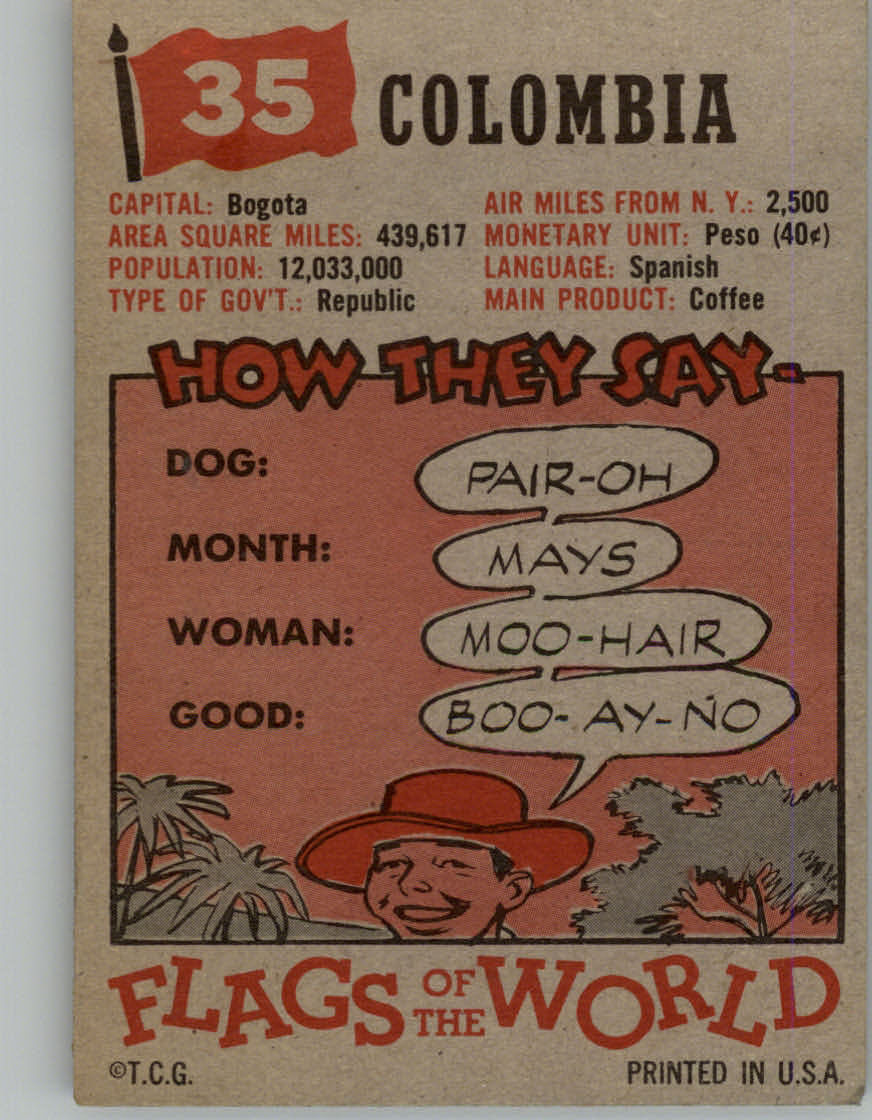 35 COLOMBIA
CAPITAL: Bogota
AREA SQUARE MILES: 439,617
POPULATION: 12,033,000
TYPE OF GOV'T.: Republic
AIR MILES FROM N. Y.: 2,500
MONETARY UNIT: Peso (40¢)
LANGUAGE: Spanish
MAIN PRODUCT: Coffee
HOW THEY SAY-
DOG: PAIR-OH
MONTH: MAYS
WOMAN: MOO-HAIR
GOOD: BOO-AY-NO
FLAGS OF THE WORLD
©T.C.G. PRINTED IN U.S.A.